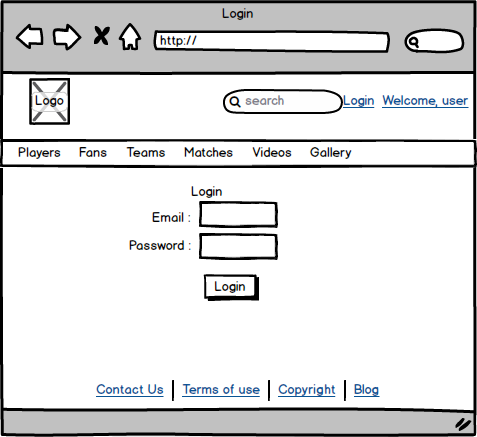 Login
http://
Logo
search
Login Welcome, user
Players Fans Teams Matches Videos Gallery
Login
Email :
Password :
Login
Contact Us Terms of use Copyright Blog